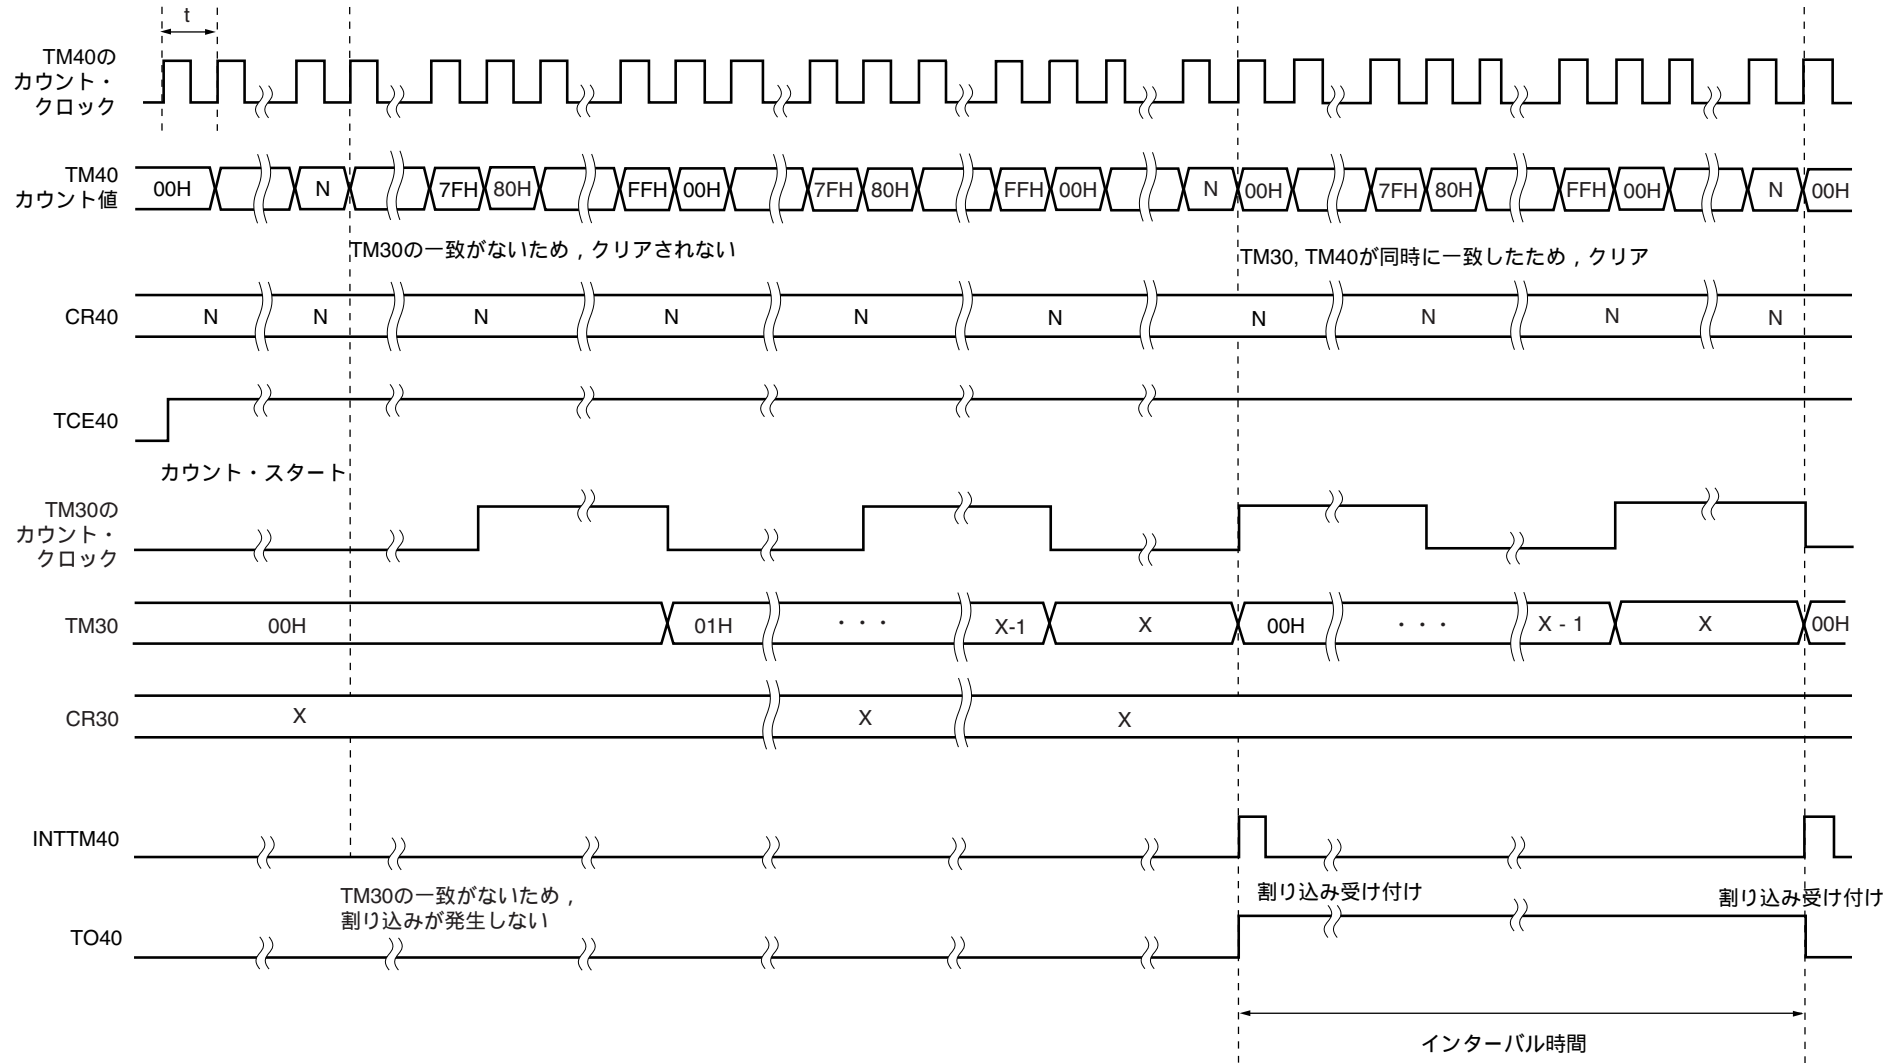 t
TM40の
カウント・
クロック
TM40
カウント値
00H N 7FH 80H FFH 00H 7FH 80H FFH 00H N 00H 7FH 80H FFH 00H N 00H
TM30の一致がないため，クリアされない
TM30, TM40が同時に一致したため，クリア
CR40 N N N N N N N N N N
TCE40
カウント・スタート
TM30の
カウント・
クロック
TM30 00H 01H ・・・ X-1 X 00H ・・・ X - 1 X 00H
CR30 X X X
INTTM40
TM30の一致がないため，
割り込みが発生しない
割り込み受け付け 割り込み受け付け
TO40
インターバル時間